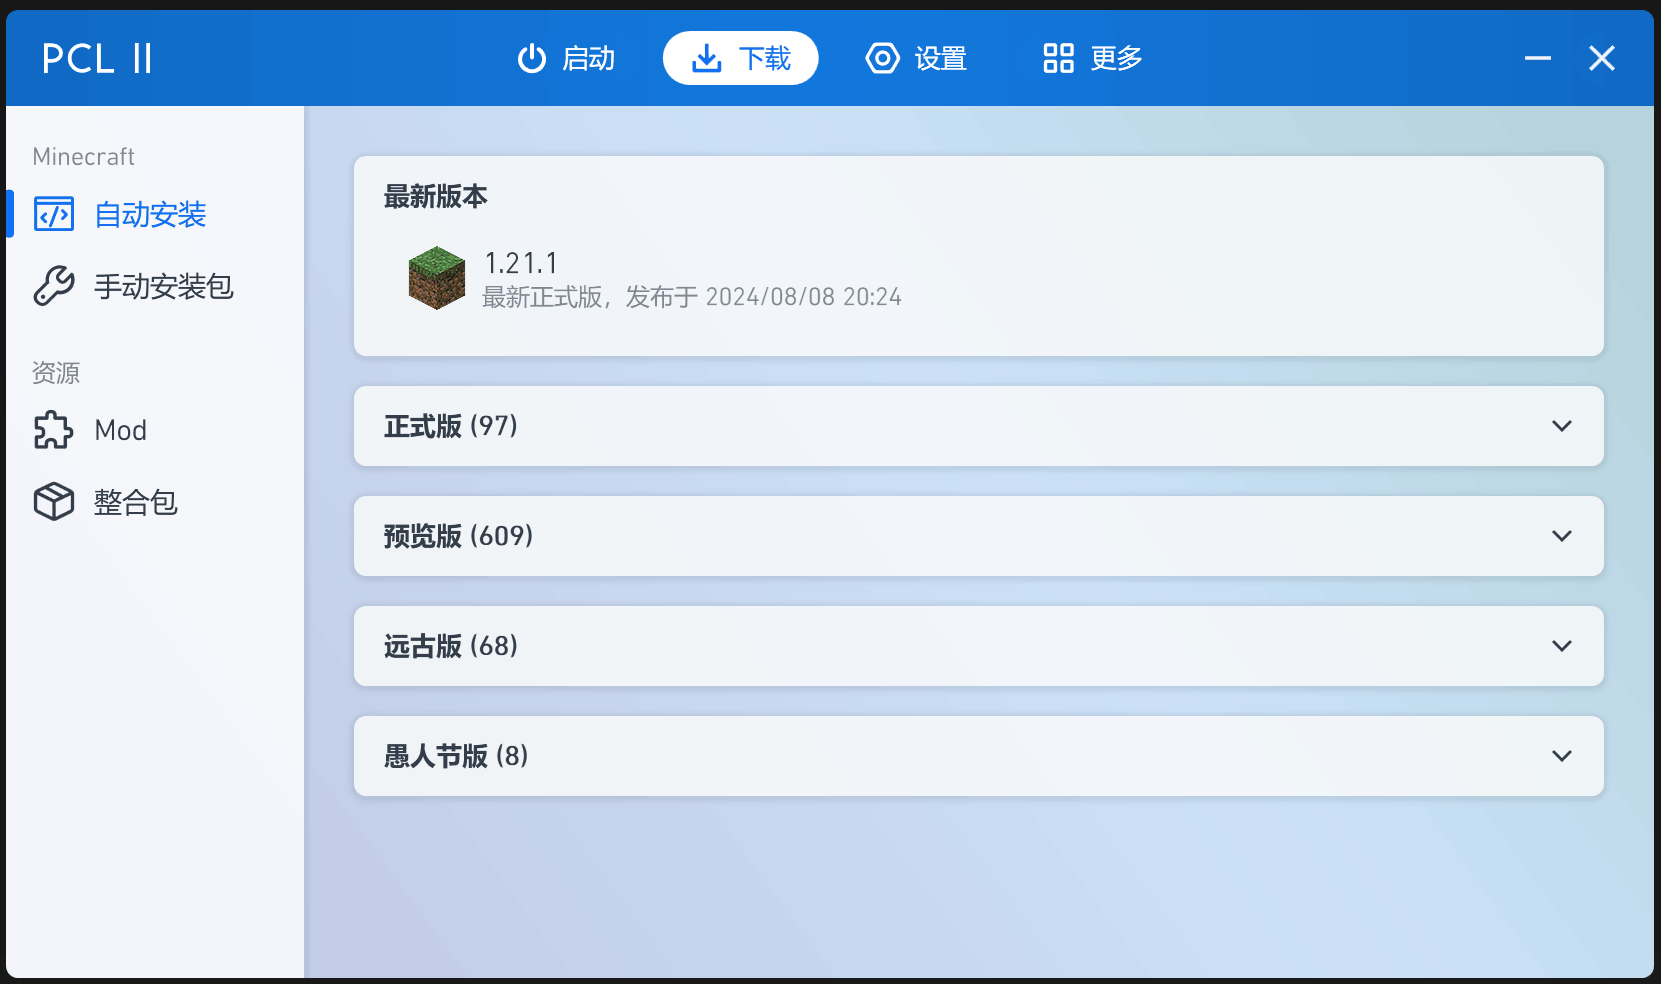 PCL II
启动
下载
设置
更多
Minecraft
自动安装
手动安装包
资源
Mod
整合包
最新版本
1.21.1
最新正式版，发布于 2024/08/08 20:24
正式版 (97)
预览版 (609)
远古版 (68)
愚人节版 (8)